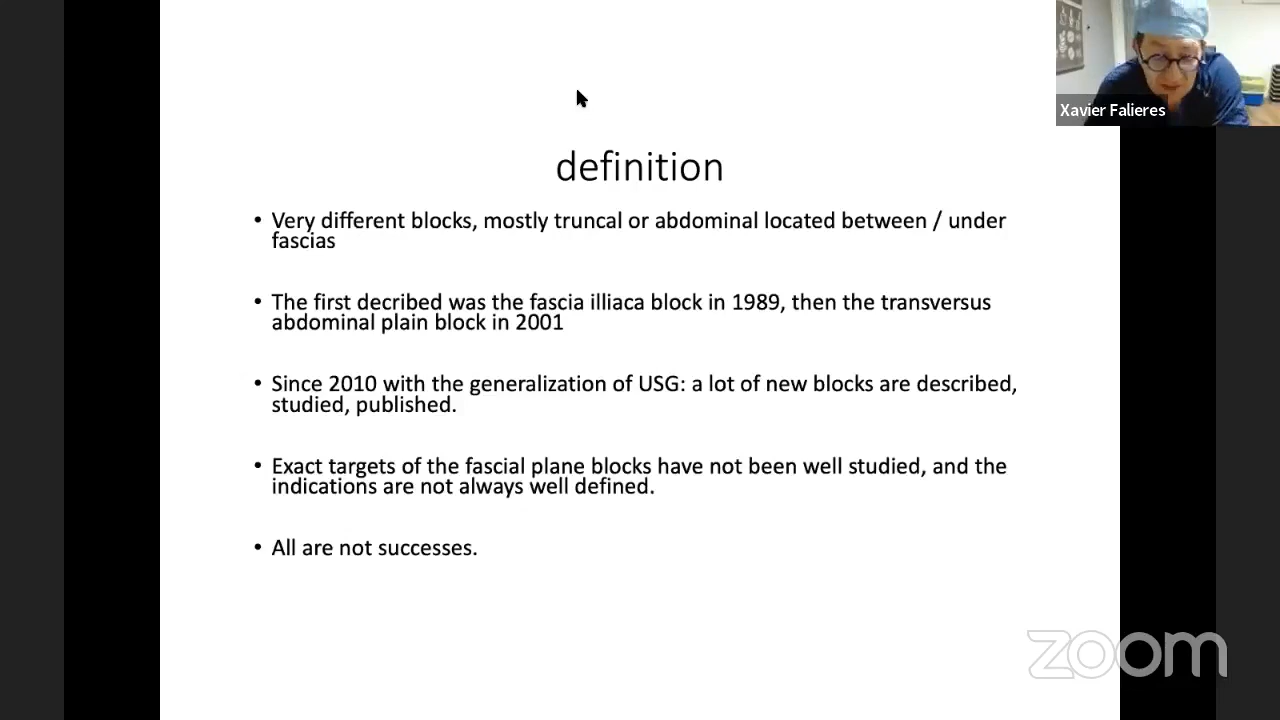 Xavier Falieres
definition
• Very different blocks, mostly truncal or abdominal located between / under
fascias
• The first decribed was the fascia illiaca block in 1989, then the transversus
abdominal plain block in 2001
• Since 2010 with the generalization of USG: a lot of new blocks are described,
studied, published.
• Exact targets of the fascial plane blocks have not been well studied, and the
indications are not always well defined.
• All are not successes.
zoom